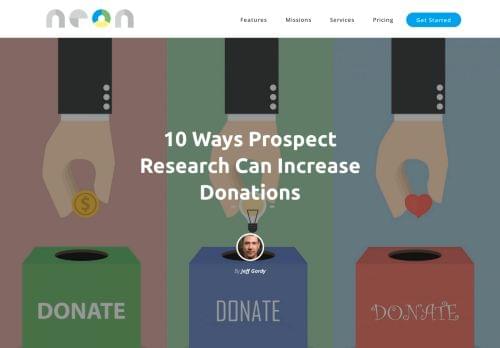 neon
Features Missions Services Pricing Get Started
10 Ways Prospect
Research Can Increase
Donations
$
By Jeff Gordy
DONATE DONATE DONATE